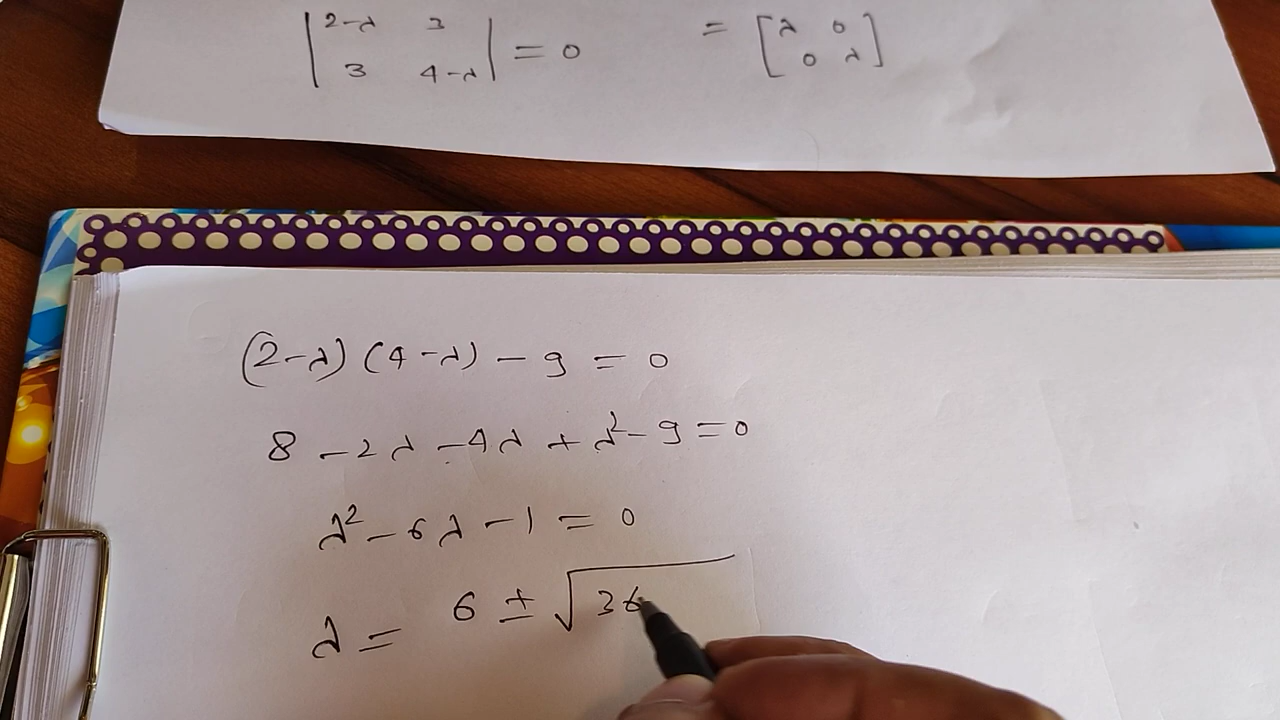 |2-λ 3| = 0 = [λ 0]
|3 4-λ| [0 λ]
(2-λ) (4-λ) - 9 = 0
8 - 2λ - 4λ + λ² - 9 = 0
λ² - 6λ - 1 = 0
λ = 6 ± √36